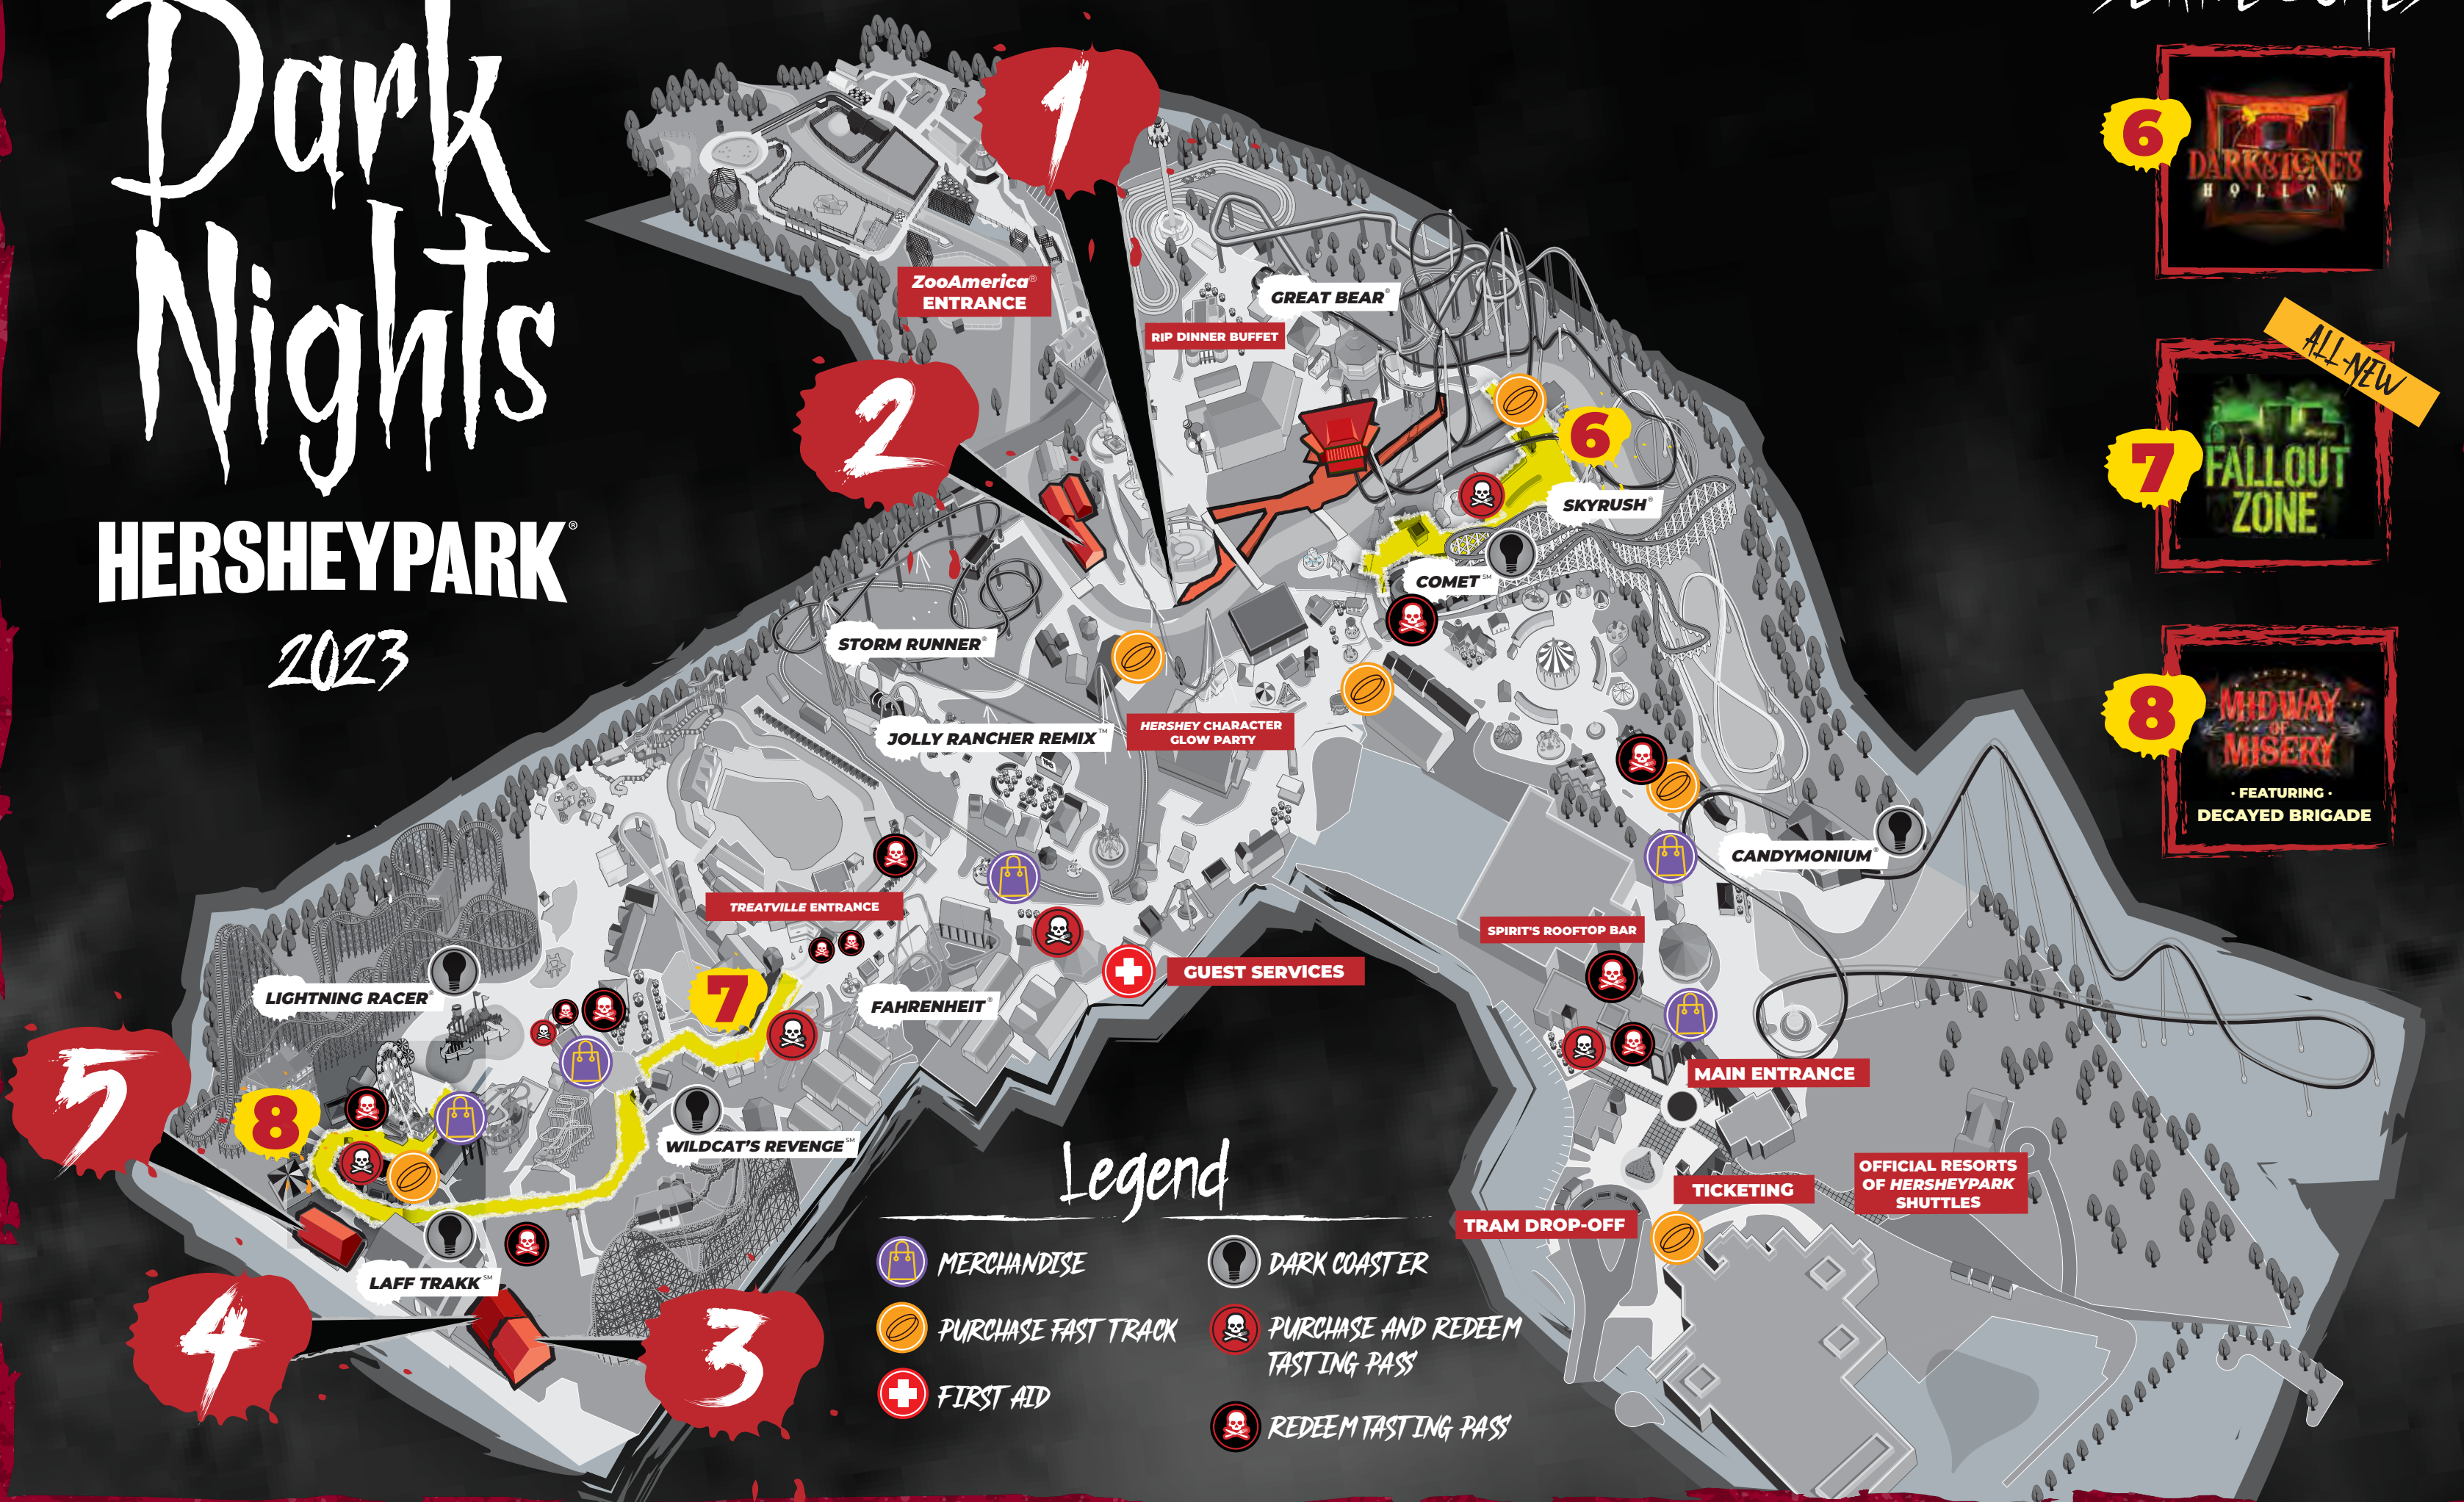 Dark
Nights
HERSHEYPARK®
2023
1
2
3
4
5
6
7
8
ZooAmerica®
ENTRANCE
GREAT BEAR®
RIP DINNER BUFFET
SKYRUSH®
COMET℠
STORM RUNNER®
JOLLY RANCHER REMIX™
HERSHEY CHARACTER
GLOW PARTY
TREATVILLE ENTRANCE
CANDYMONIUM®
SPIRIT'S ROOFTOP BAR
LIGHTNING RACER®
FAHRENHEIT®
GUEST SERVICES
MAIN ENTRANCE
WILDCAT'S REVENGE℠
LAFF TRAKK℠
TICKETING
OFFICIAL RESORTS
OF HERSHEYPARK
SHUTTLES
TRAM DROP-OFF
Legend
MERCHANDISE
PURCHASE FAST TRACK
FIRST AID
DARK COASTER
PURCHASE AND REDEEM
TASTING PASS
REDEEM TASTING PASS
6
DARKSTONE'S
HOLLOW
ALL-NEW
7
FALLOUT
ZONE
8
MIDWAY
OF
MISERY
· FEATURING ·
DECAYED BRIGADE